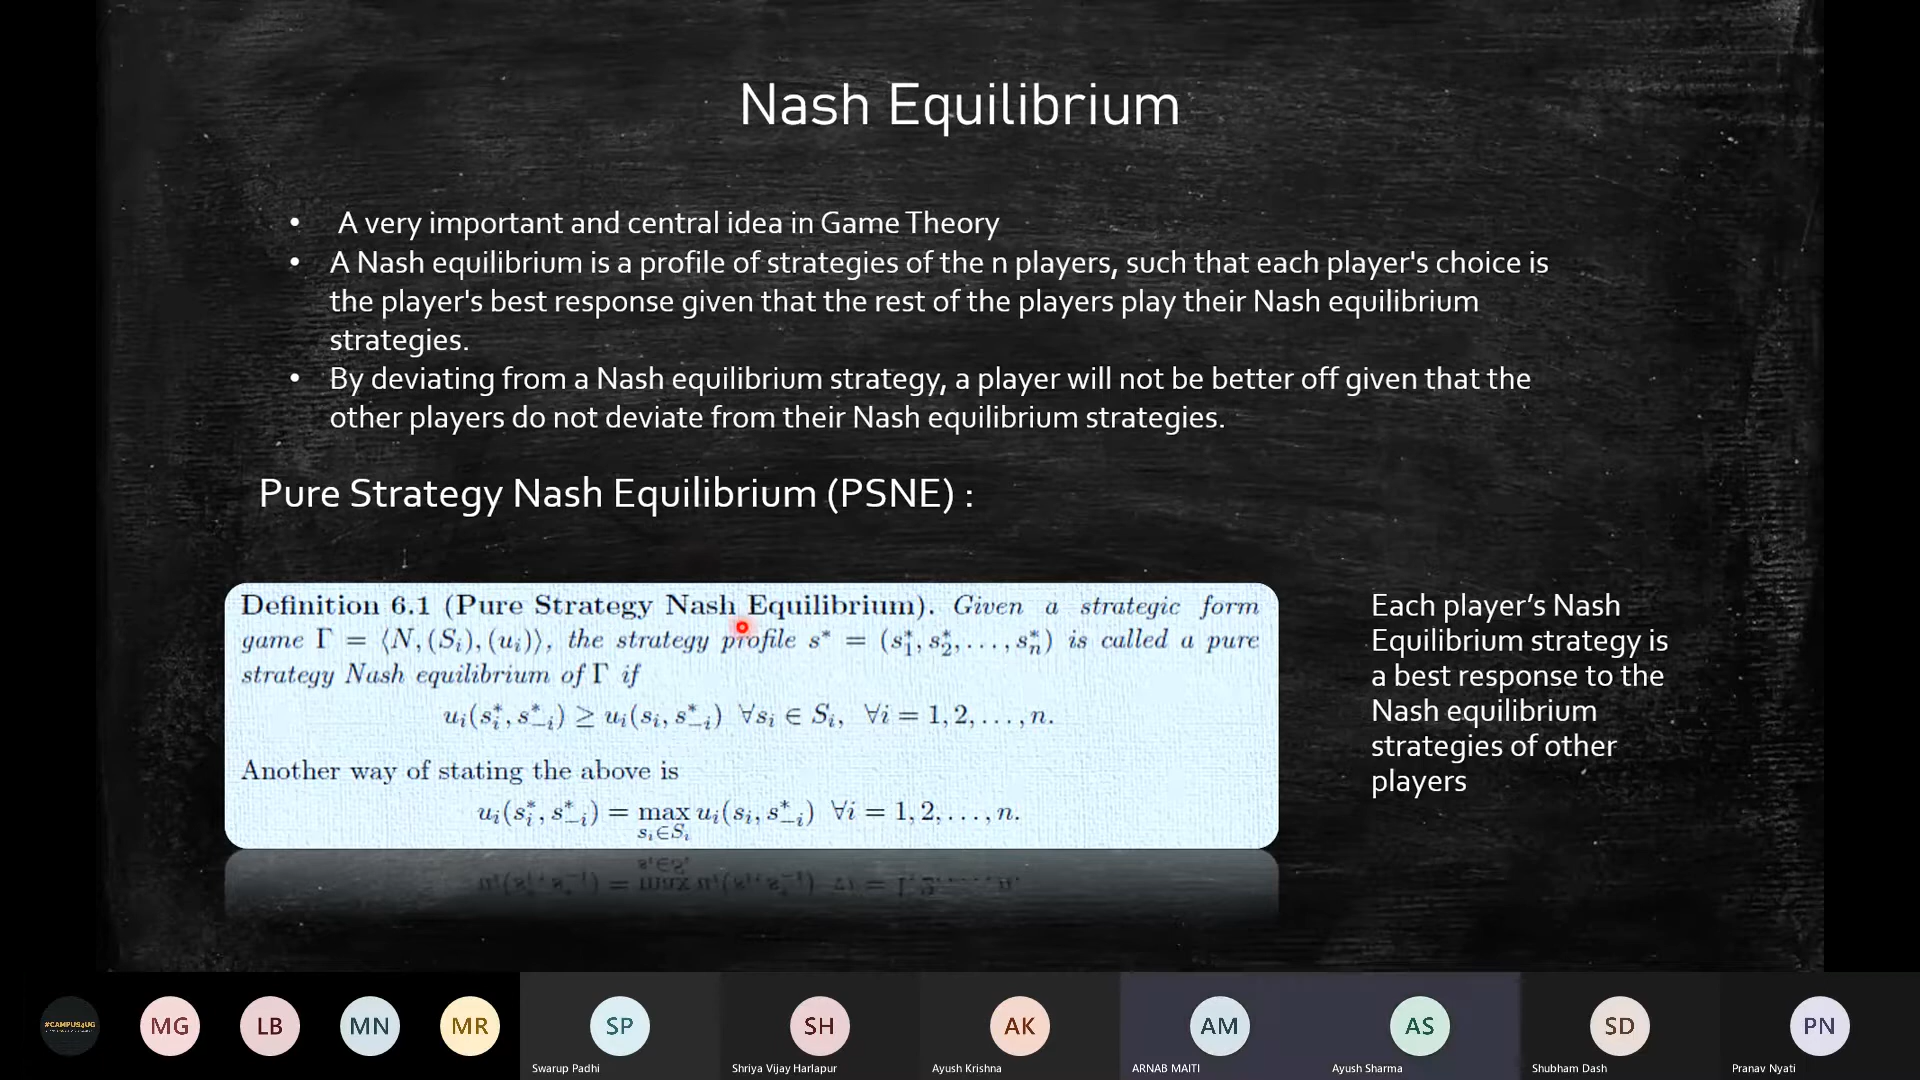 Nash Equilibrium
• A very important and central idea in Game Theory
• A Nash equilibrium is a profile of strategies of the n players, such that each player's choice is
the player's best response given that the rest of the players play their Nash equilibrium
strategies.
• By deviating from a Nash equilibrium strategy, a player will not be better off given that the
other players do not deviate from their Nash equilibrium strategies.
Pure Strategy Nash Equilibrium (PSNE) :
Definition 6.1 (Pure Strategy Nash Equilibrium). Given a strategic form
game Γ = ⟨N, (Sᵢ), (uᵢ)⟩, the strategy profile s* = (s₁*, s₂*, . . . , sₙ*) is called a pure
strategy Nash equilibrium of Γ if
uᵢ(sᵢ*, s₋ᵢ*) ≥ uᵢ(sᵢ, s₋ᵢ*) ∀sᵢ ∈ Sᵢ, ∀i = 1, 2, . . . , n.
Another way of stating the above is
uᵢ(sᵢ*, s₋ᵢ*) = max uᵢ(sᵢ, s₋ᵢ*) ∀i = 1, 2, . . . , n.
sᵢ∈Sᵢ
Each player’s Nash
Equilibrium strategy is
a best response to the
Nash equilibrium
strategies of other
players
#CAMPUS4UG
MG
LB
MN
MR
SP
SH
AK
AM
AS
SD
PN
Swarup Padhi
Shriya Vijay Harlapur
Ayush Krishna
ARNAB MAITI
Ayush Sharma
Shubham Dash
Pranav Nyati